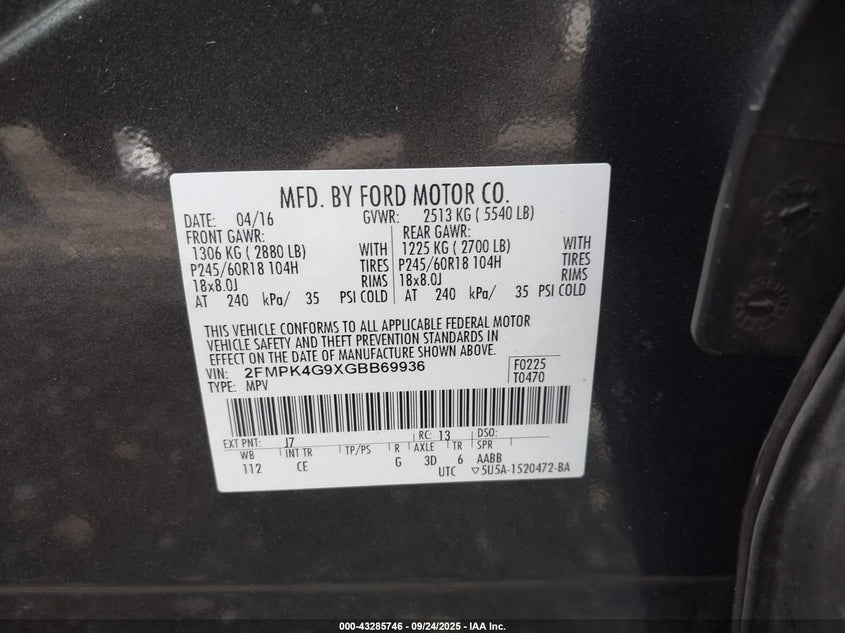 MFD. BY FORD MOTOR CO.
DATE: 04/16 GVWR: 2513 KG ( 5540 LB)
FRONT GAWR: REAR GAWR:
1306 KG ( 2880 LB) WITH 1225 KG ( 2700 LB) WITH
P245/60R18 104H TIRES P245/60R18 104H TIRES
18x8.0J RIMS 18x8.0J RIMS
AT 240 kPa/ 35 PSI COLD AT 240 kPa/ 35 PSI COLD
THIS VEHICLE CONFORMS TO ALL APPLICABLE FEDERAL MOTOR
VEHICLE SAFETY AND THEFT PREVENTION STANDARDS IN
EFFECT ON THE DATE OF MANUFACTURE SHOWN ABOVE.
VIN: 2FMPK4G9XGBB69936 F0225
TYPE: MPV T0470
EXT PNT: J7 RC: 13 DSO:
WB INT TR TP/PS R AXLE TR SPR
112 CE G 3D 6 AABB
UTC ▽5U5A-1520472-BA
000-43285746 - 09/24/2025 - IAA Inc.